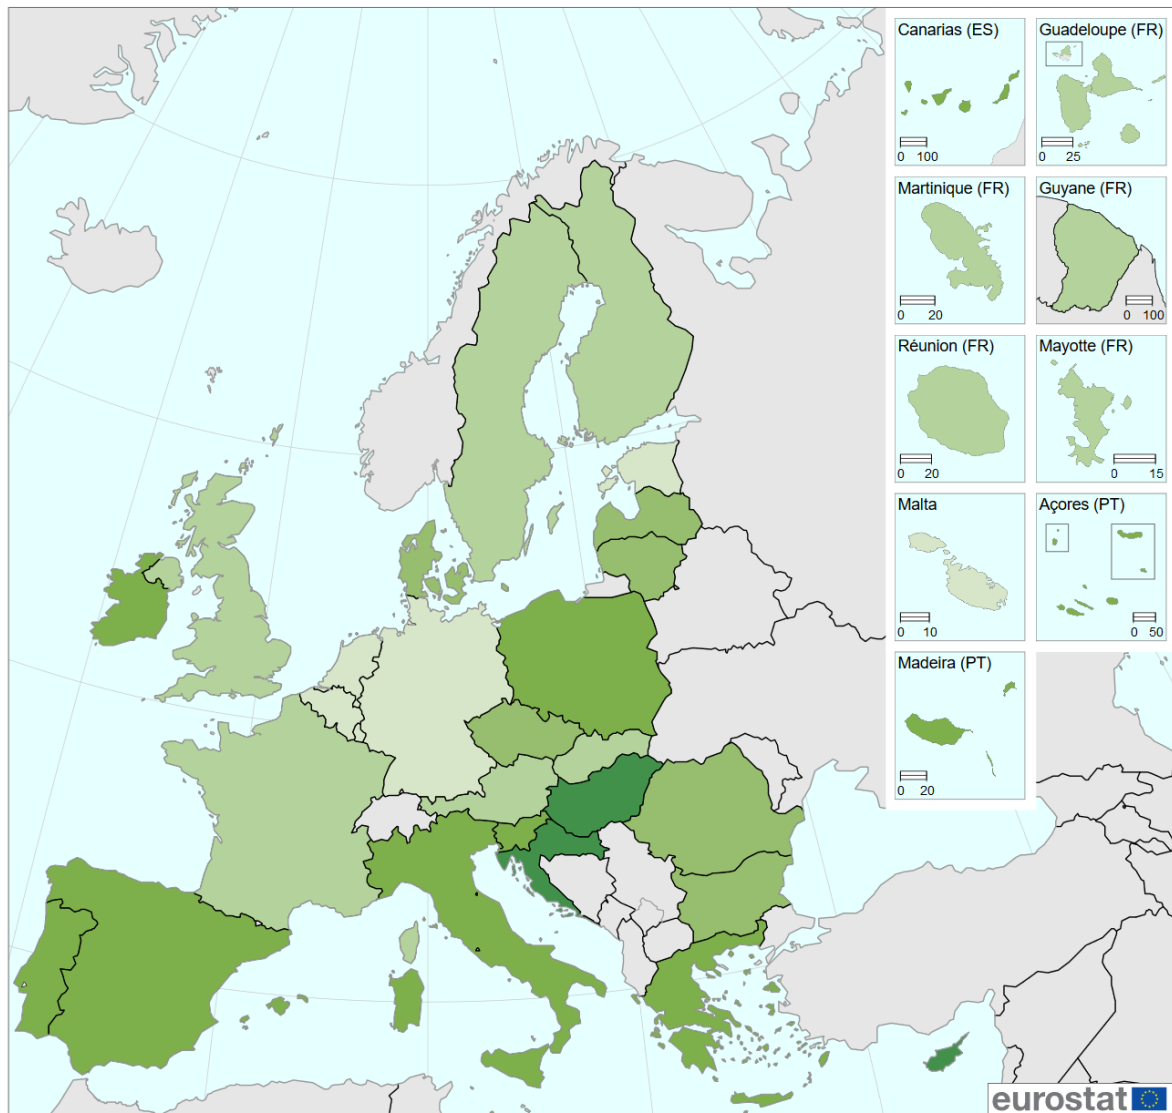 Canarias (ES)
0 100
Guadeloupe (FR)
0 25
Martinique (FR)
0 20
Guyane (FR)
0 100
Réunion (FR)
0 20
Mayotte (FR)
0 15
Malta
0 10
Açores (PT)
0 50
Madeira (PT)
0 20
eurostat